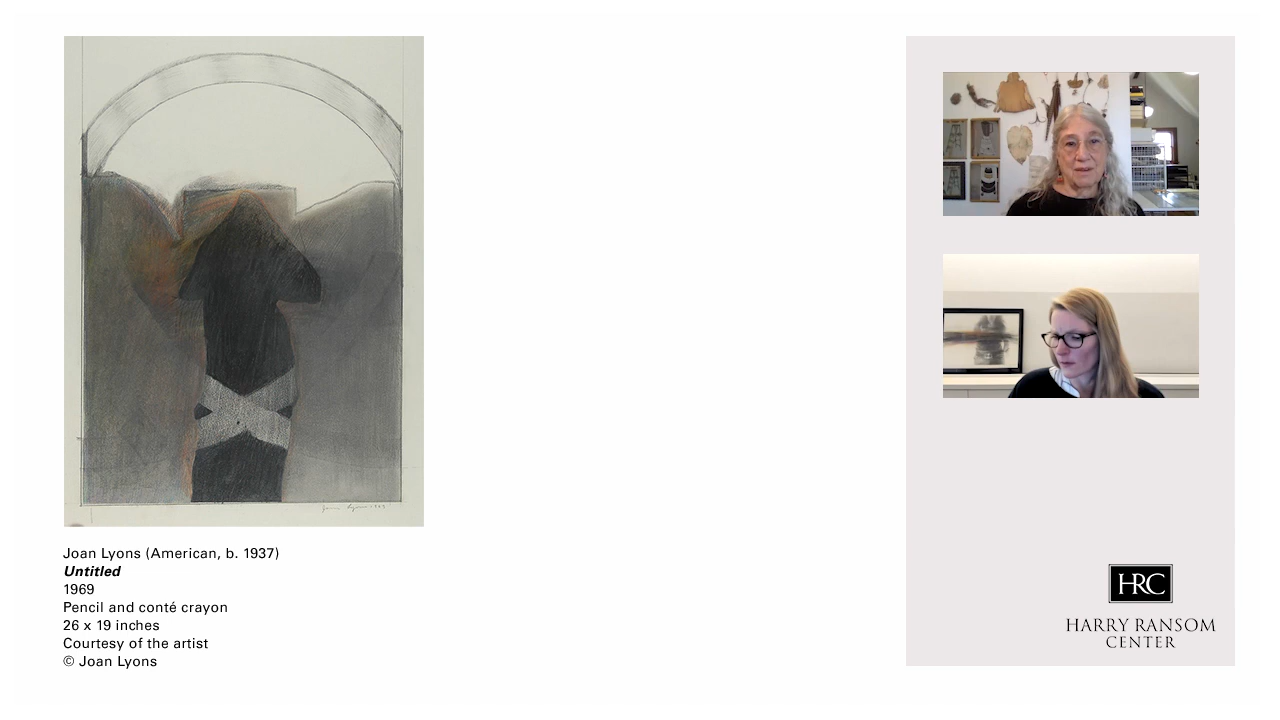 Joan Lyons (American, b. 1937)
Untitled
1969
Pencil and conté crayon
26 x 19 inches
Courtesy of the artist
© Joan Lyons
HRC
HARRY RANSOM
CENTER